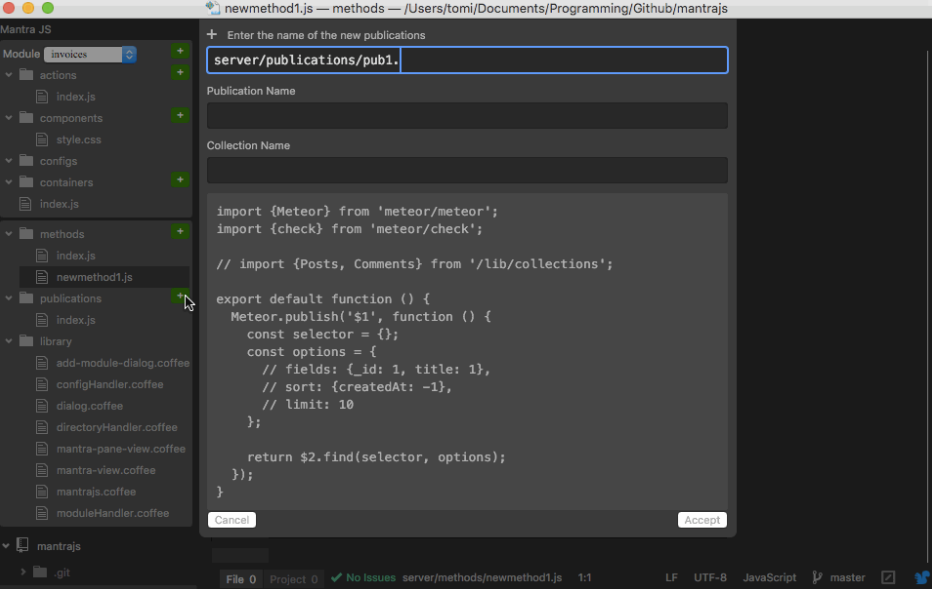 newmethod1.js — methods — /Users/tomi/Documents/Programming/Github/mantrajs
Mantra JS
Module invoices +
actions +
index.js
components +
style.css
configs
containers +
index.js
methods +
index.js
newmethod1.js
publications +
index.js
library
add-module-dialog.coffee
configHandler.coffee
dialog.coffee
directoryHandler.coffee
mantra-pane-view.coffee
mantra-view.coffee
mantrajs.coffee
moduleHandler.coffee
mantrajs
.git
+ Enter the name of the new publications
server/publications/pub1.
Publication Name
Collection Name
import {Meteor} from 'meteor/meteor';
import {check} from 'meteor/check';
// import {Posts, Comments} from '/lib/collections';
export default function () {
Meteor.publish('$1', function () {
const selector = {};
const options = {
// fields: {_id: 1, title: 1},
// sort: {createdAt: -1},
// limit: 10
};
return $2.find(selector, options);
});
}
Cancel Accept
File 0 Project 0 No Issues server/methods/newmethod1.js 1:1 LF UTF-8 JavaScript master